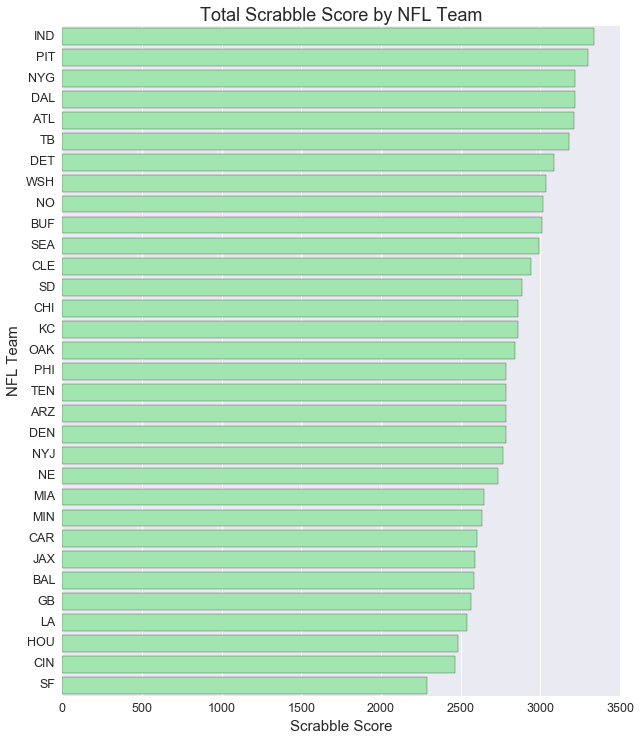 Total Scrabble Score by NFL Team
IND
PIT
NYG
DAL
ATL
TB
DET
WSH
NO
BUF
SEA
CLE
SD
CHI
KC
OAK
PHI
TEN
ARZ
DEN
NYJ
NE
MIA
MIN
CAR
JAX
BAL
GB
LA
HOU
CIN
SF
NFL Team
0 500 1000 1500 2000 2500 3000 3500
Scrabble Score